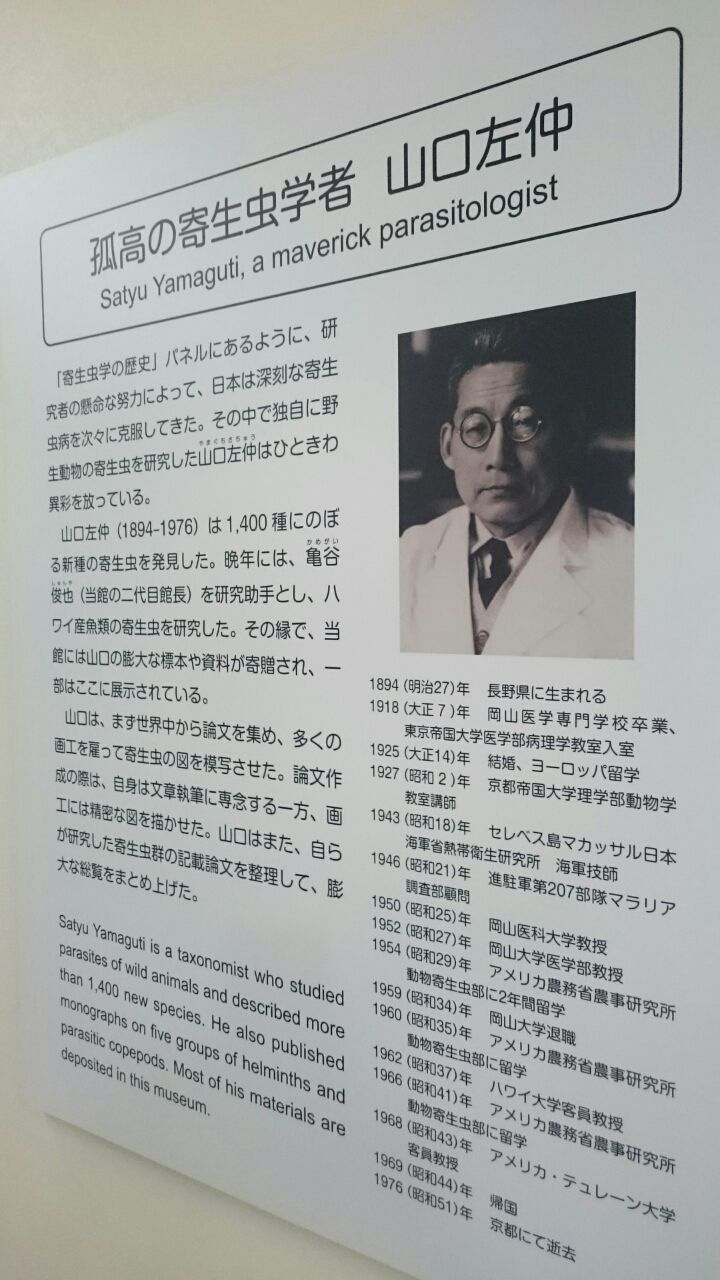 孤高の寄生虫学者 山口左仲
Satyu Yamaguti, a maverick parasitologist
「寄生虫学の歴史」パネルにあるように、研
究者の懸命な努力によって、日本は深刻な寄生
虫病を次々に克服してきた。その中で独自に野
やまぐちさちゅう
生動物の寄生虫を研究した山口左仲はひときわ
異彩を放っている。
山口左仲（1894-1976）は1,400種にのぼ
かめがい
る新種の寄生虫を発見した。晩年には、亀谷
しゅんや
俊也（当館の二代目館長）を研究助手とし、ハ
ワイ産魚類の寄生虫を研究した。その縁で、当
館には山口の膨大な標本や資料が寄贈され、一
部はここに展示されている。
山口は、まず世界中から論文を集め、多くの
画工を雇って寄生虫の図を模写させた。論文作
成の際は、自身は文章執筆に専念する一方、画
工には精密な図を描かせた。山口はまた、自ら
が研究した寄生虫群の記載論文を整理して、膨
大な総覧をまとめ上げた。
Satyu Yamaguti is a taxonomist who studied
parasites of wild animals and described more
than 1,400 new species. He also published
monographs on five groups of helminths and
parasitic copepods. Most of his materials are
deposited in this museum.
1894（明治27）年 長野県に生まれる
1918（大正7）年 岡山医学専門学校卒業、
東京帝国大学医学部病理学教室入室
1925（大正14）年 結婚、ヨーロッパ留学
1927（昭和2）年 京都帝国大学理学部動物学
教室講師
1943（昭和18）年 セレベス島マカッサル日本
海軍省熱帯衛生研究所 海軍技師
1946（昭和21）年 進駐軍第207部隊マラリア
調査部顧問
1950（昭和25）年 岡山医科大学教授
1952（昭和27）年 岡山大学医学部教授
1954（昭和29）年 アメリカ農務省農事研究所
動物寄生虫部に2年間留学
1959（昭和34）年 岡山大学退職
1960（昭和35）年 アメリカ農務省農事研究所
動物寄生虫部に留学
1962（昭和37）年 ハワイ大学客員教授
1966（昭和41）年 アメリカ農務省農事研究所
動物寄生虫部に留学
1968（昭和43）年 アメリカ・テュレーン大学
客員教授
1969（昭和44）年 帰国
1976（昭和51）年 京都にて逝去